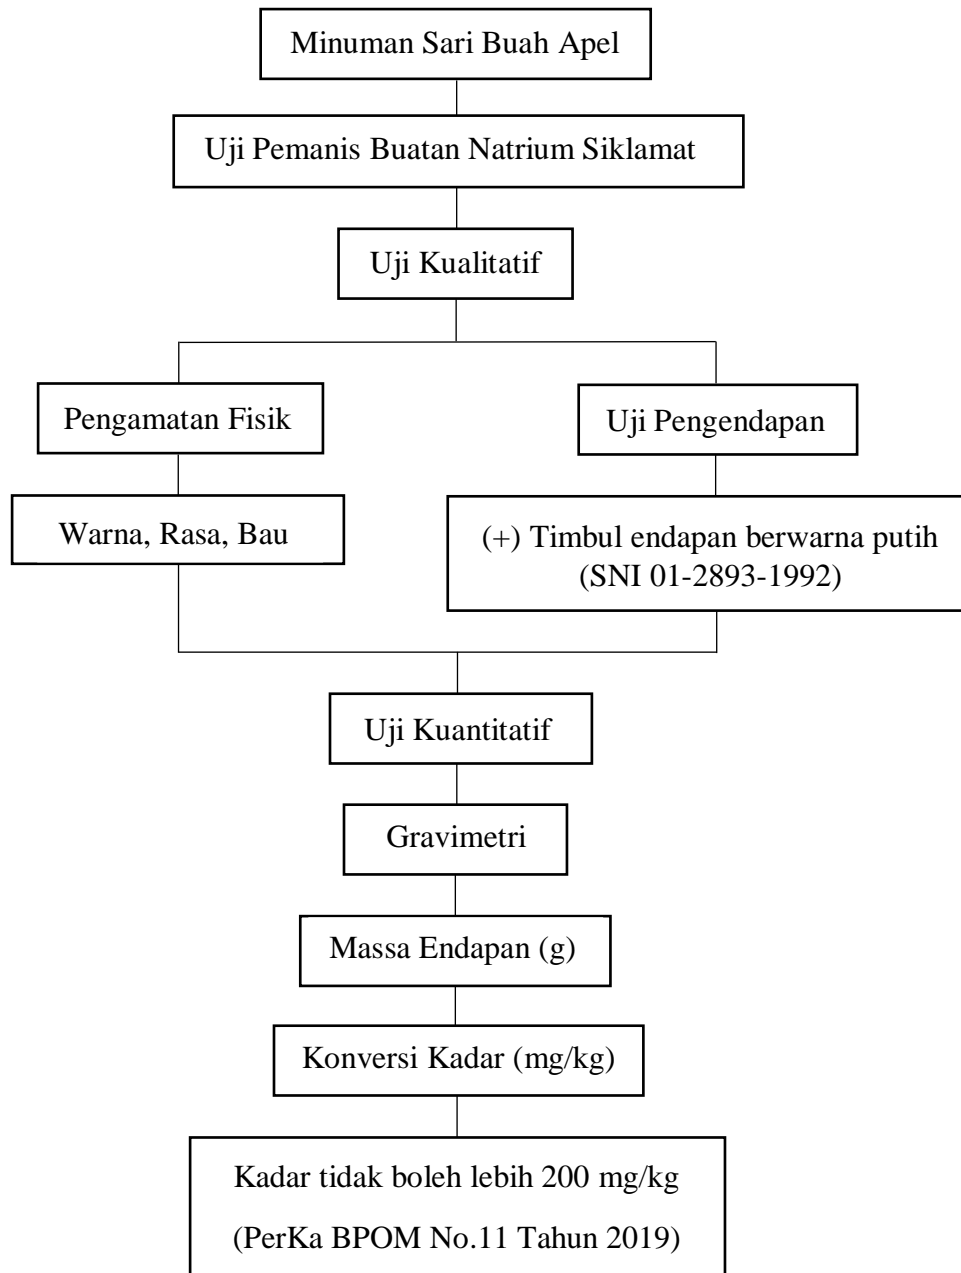 Minuman Sari Buah Apel
Uji Pemanis Buatan Natrium Siklamat
Uji Kualitatif
Pengamatan Fisik
Uji Pengendapan
Warna, Rasa, Bau
(+) Timbul endapan berwarna putih
(SNI 01-2893-1992)
Uji Kuantitatif
Gravimetri
Massa Endapan (g)
Konversi Kadar (mg/kg)
Kadar tidak boleh lebih 200 mg/kg
(PerKa BPOM No.11 Tahun 2019)